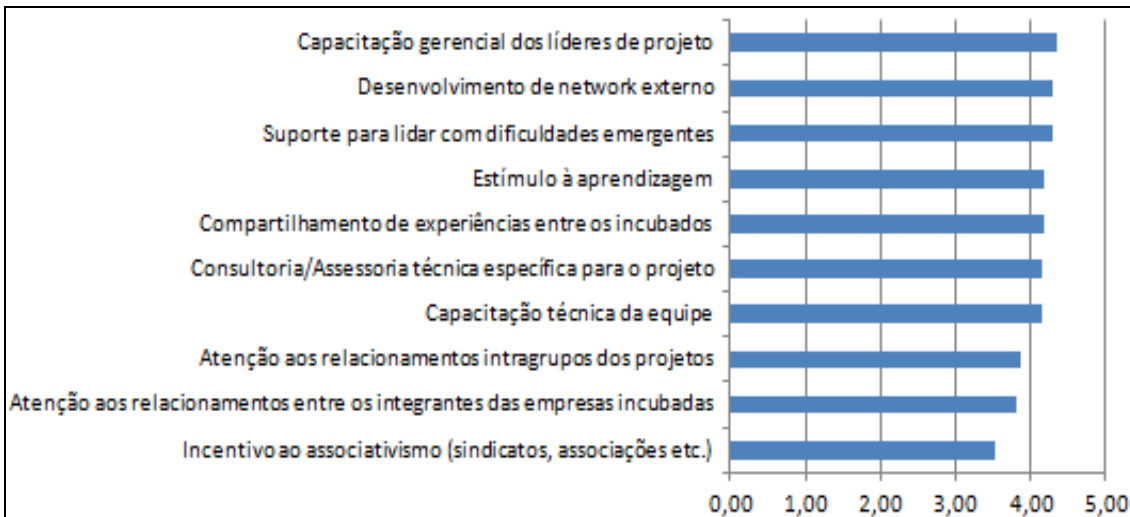 Capacitação gerencial dos líderes de projeto
Desenvolvimento de network externo
Suporte para lidar com dificuldades emergentes
Estímulo à aprendizagem
Compartilhamento de experiências entre os incubados
Consultoria/Assessoria técnica específica para o projeto
Capacitação técnica da equipe
Atenção aos relacionamentos intragrupos dos projetos
Atenção aos relacionamentos entre os integrantes das empresas incubadas
Incentivo ao associativismo (sindicatos, associações etc.)
0,00 1,00 2,00 3,00 4,00 5,00